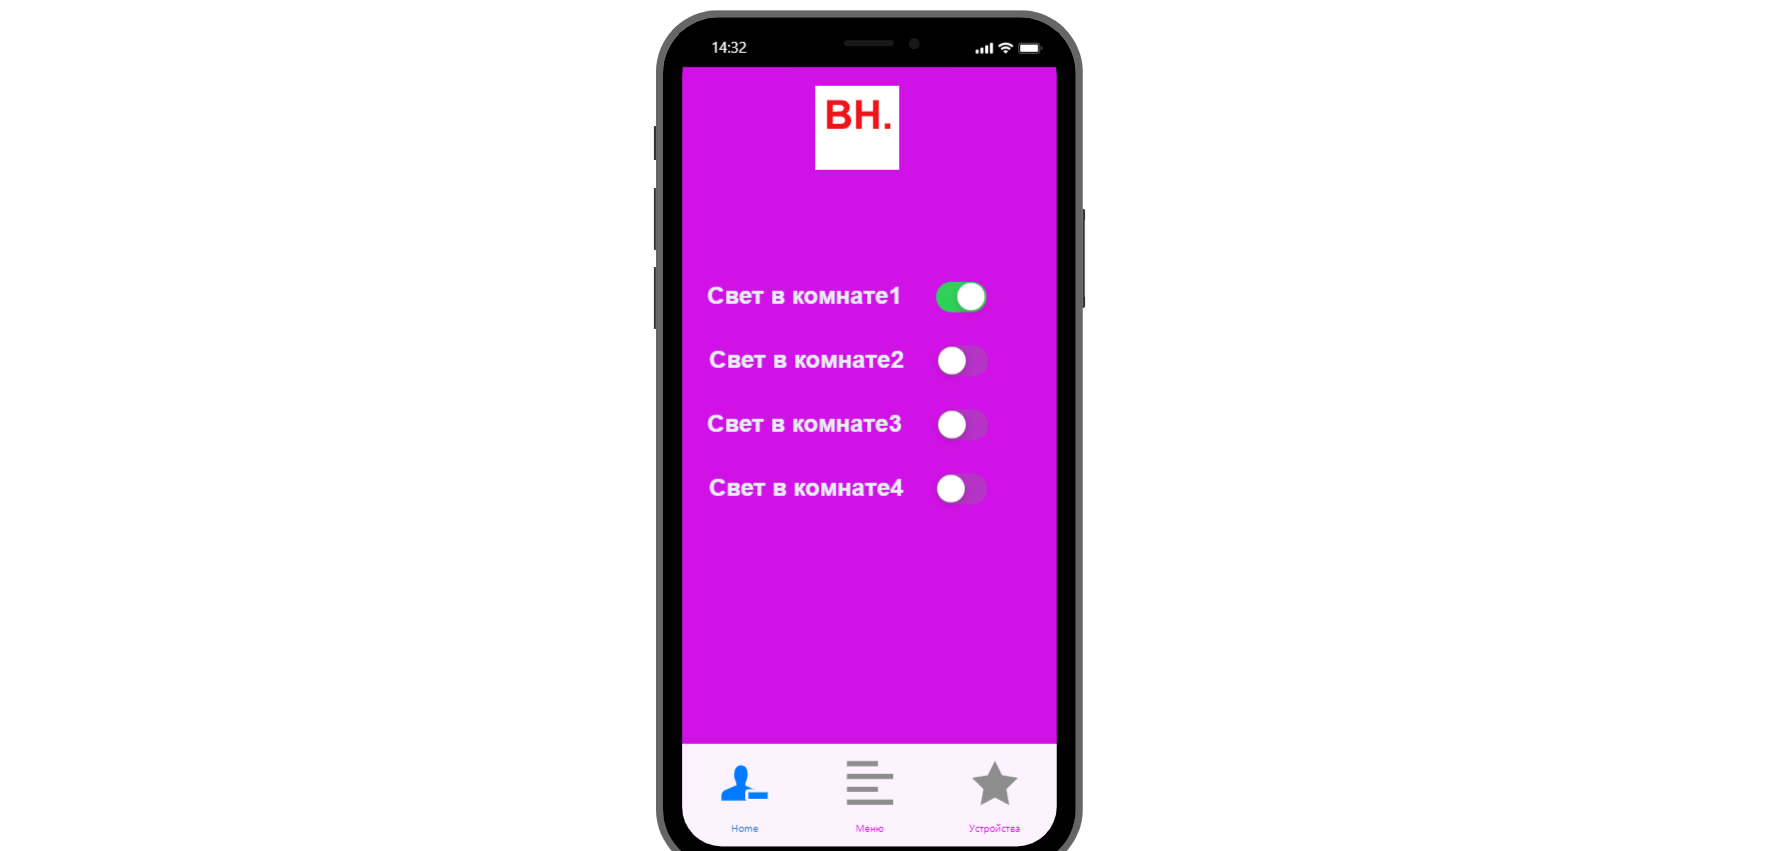 14:32
BH.
Свет в комнате1
Свет в комнате2
Свет в комнате3
Свет в комнате4
Home
Меню
Устройства